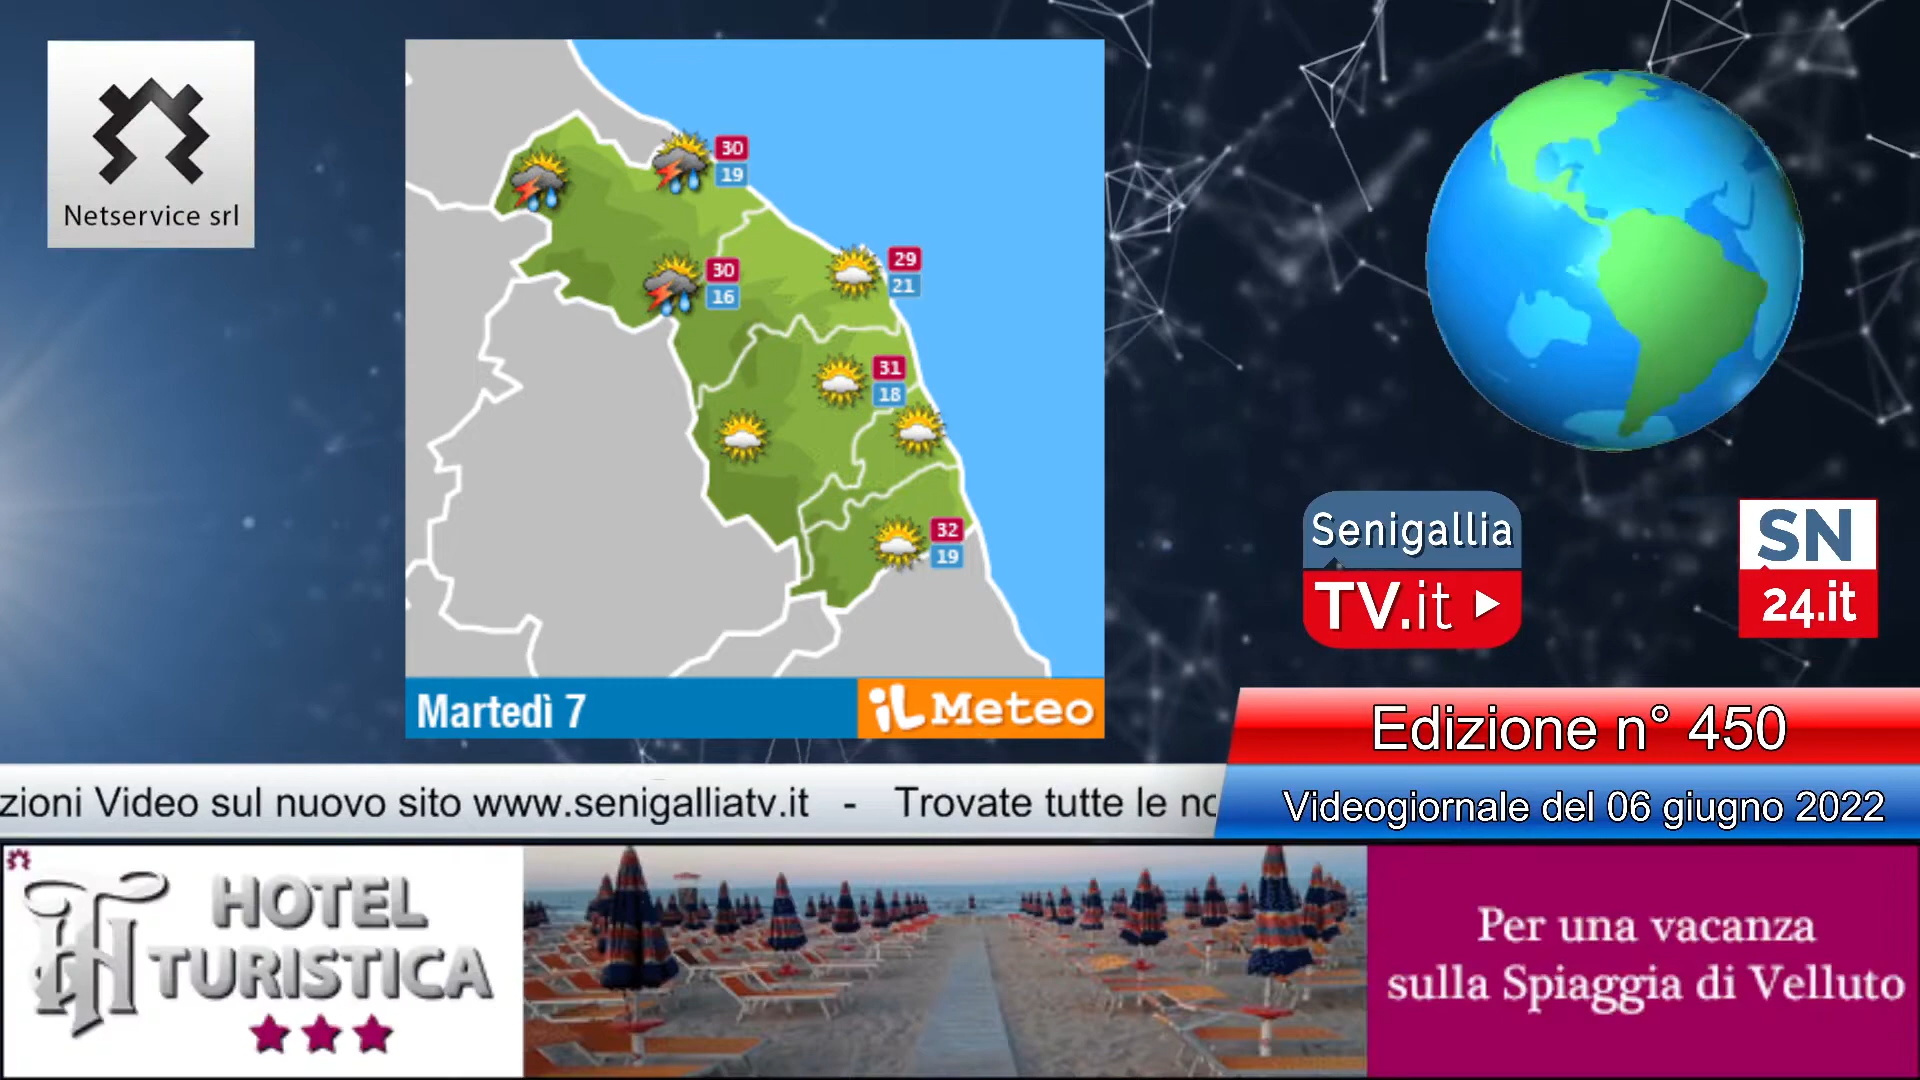 Netservice srl
30
19
30
16
29
21
31
18
32
19
Martedì 7
iL Meteo
Senigallia
TV.it
SN
24.it
Edizione n° 450
zioni Video sul nuovo sito www.senigalliatv.it - Trovate tutte le no
Videogiornale del 06 giugno 2022
HOTEL
TURISTICA
Per una vacanza
sulla Spiaggia di Velluto